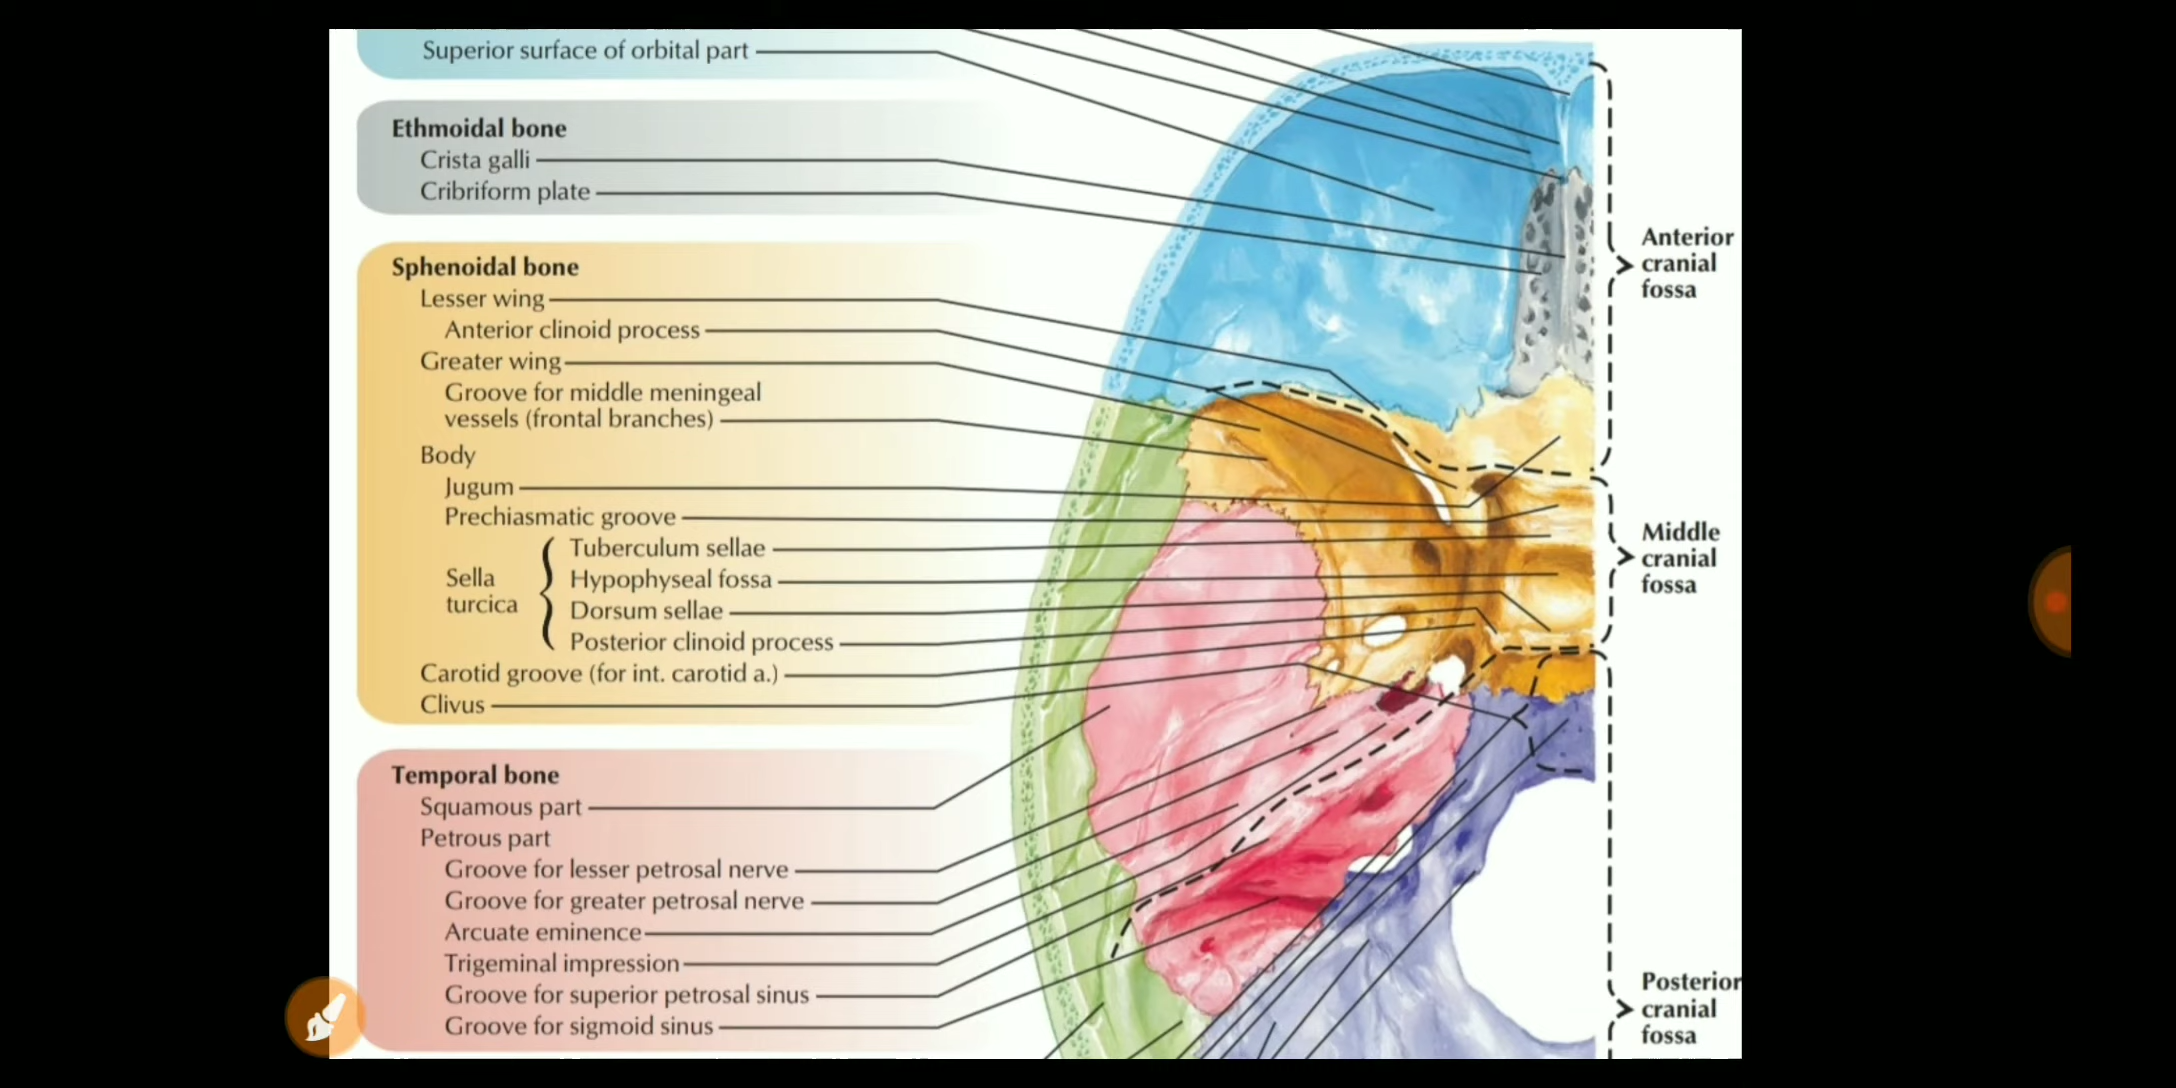 Superior surface of orbital part
Ethmoidal bone
Crista galli
Cribriform plate
Sphenoidal bone
Lesser wing
Anterior clinoid process
Greater wing
Groove for middle meningeal
vessels (frontal branches)
Body
Jugum
Prechiasmatic groove
Sella
turcica
Tuberculum sellae
Hypophyseal fossa
Dorsum sellae
Posterior clinoid process
Carotid groove (for int. carotid a.)
Clivus
Temporal bone
Squamous part
Petrous part
Groove for lesser petrosal nerve
Groove for greater petrosal nerve
Arcuate eminence
Trigeminal impression
Groove for superior petrosal sinus
Groove for sigmoid sinus
Anterior
cranial
fossa
Middle
cranial
fossa
Posterior
cranial
fossa